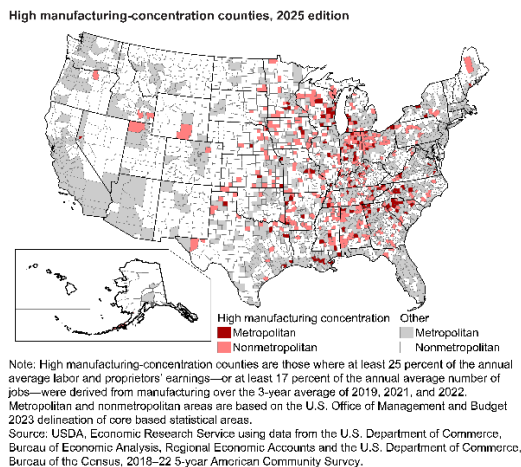 High manufacturing-concentration counties, 2025 edition
High manufacturing concentration
Metropolitan
Nonmetropolitan
Other
Metropolitan
Nonmetropolitan
Note: High manufacturing-concentration counties are those where at least 25 percent of the annual
average labor and proprietors' earnings—or at least 17 percent of the annual average number of
jobs—were derived from manufacturing over the 3-year average of 2019, 2021, and 2022.
Metropolitan and nonmetropolitan areas are based on the U.S. Office of Management and Budget
2023 delineation of core based statistical areas.
Source: USDA, Economic Research Service using data from the U.S. Department of Commerce,
Bureau of Economic Analysis, Regional Economic Accounts and the U.S. Department of Commerce,
Bureau of the Census, 2018–22 5-year American Community Survey.